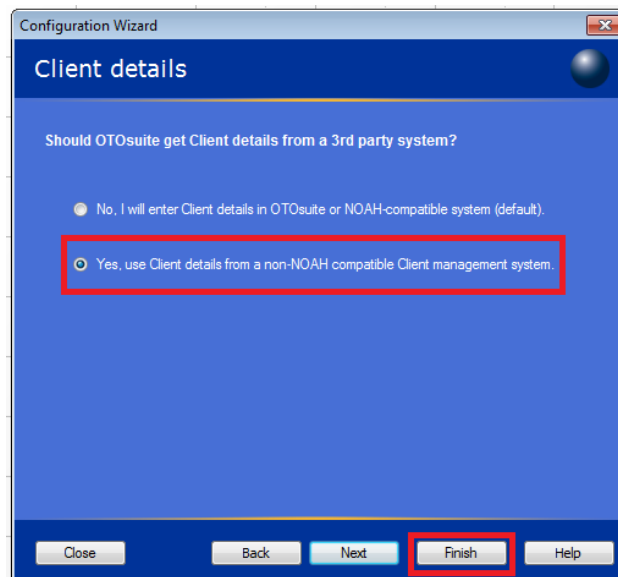 Configuration Wizard
Client details
Should OTOsuite get Client details from a 3rd party system?
No, I will enter Client details in OTOsuite or NOAH-compatible system (default).
Yes, use Client details from a non-NOAH compatible Client management system.
Close Back Next Finish Help